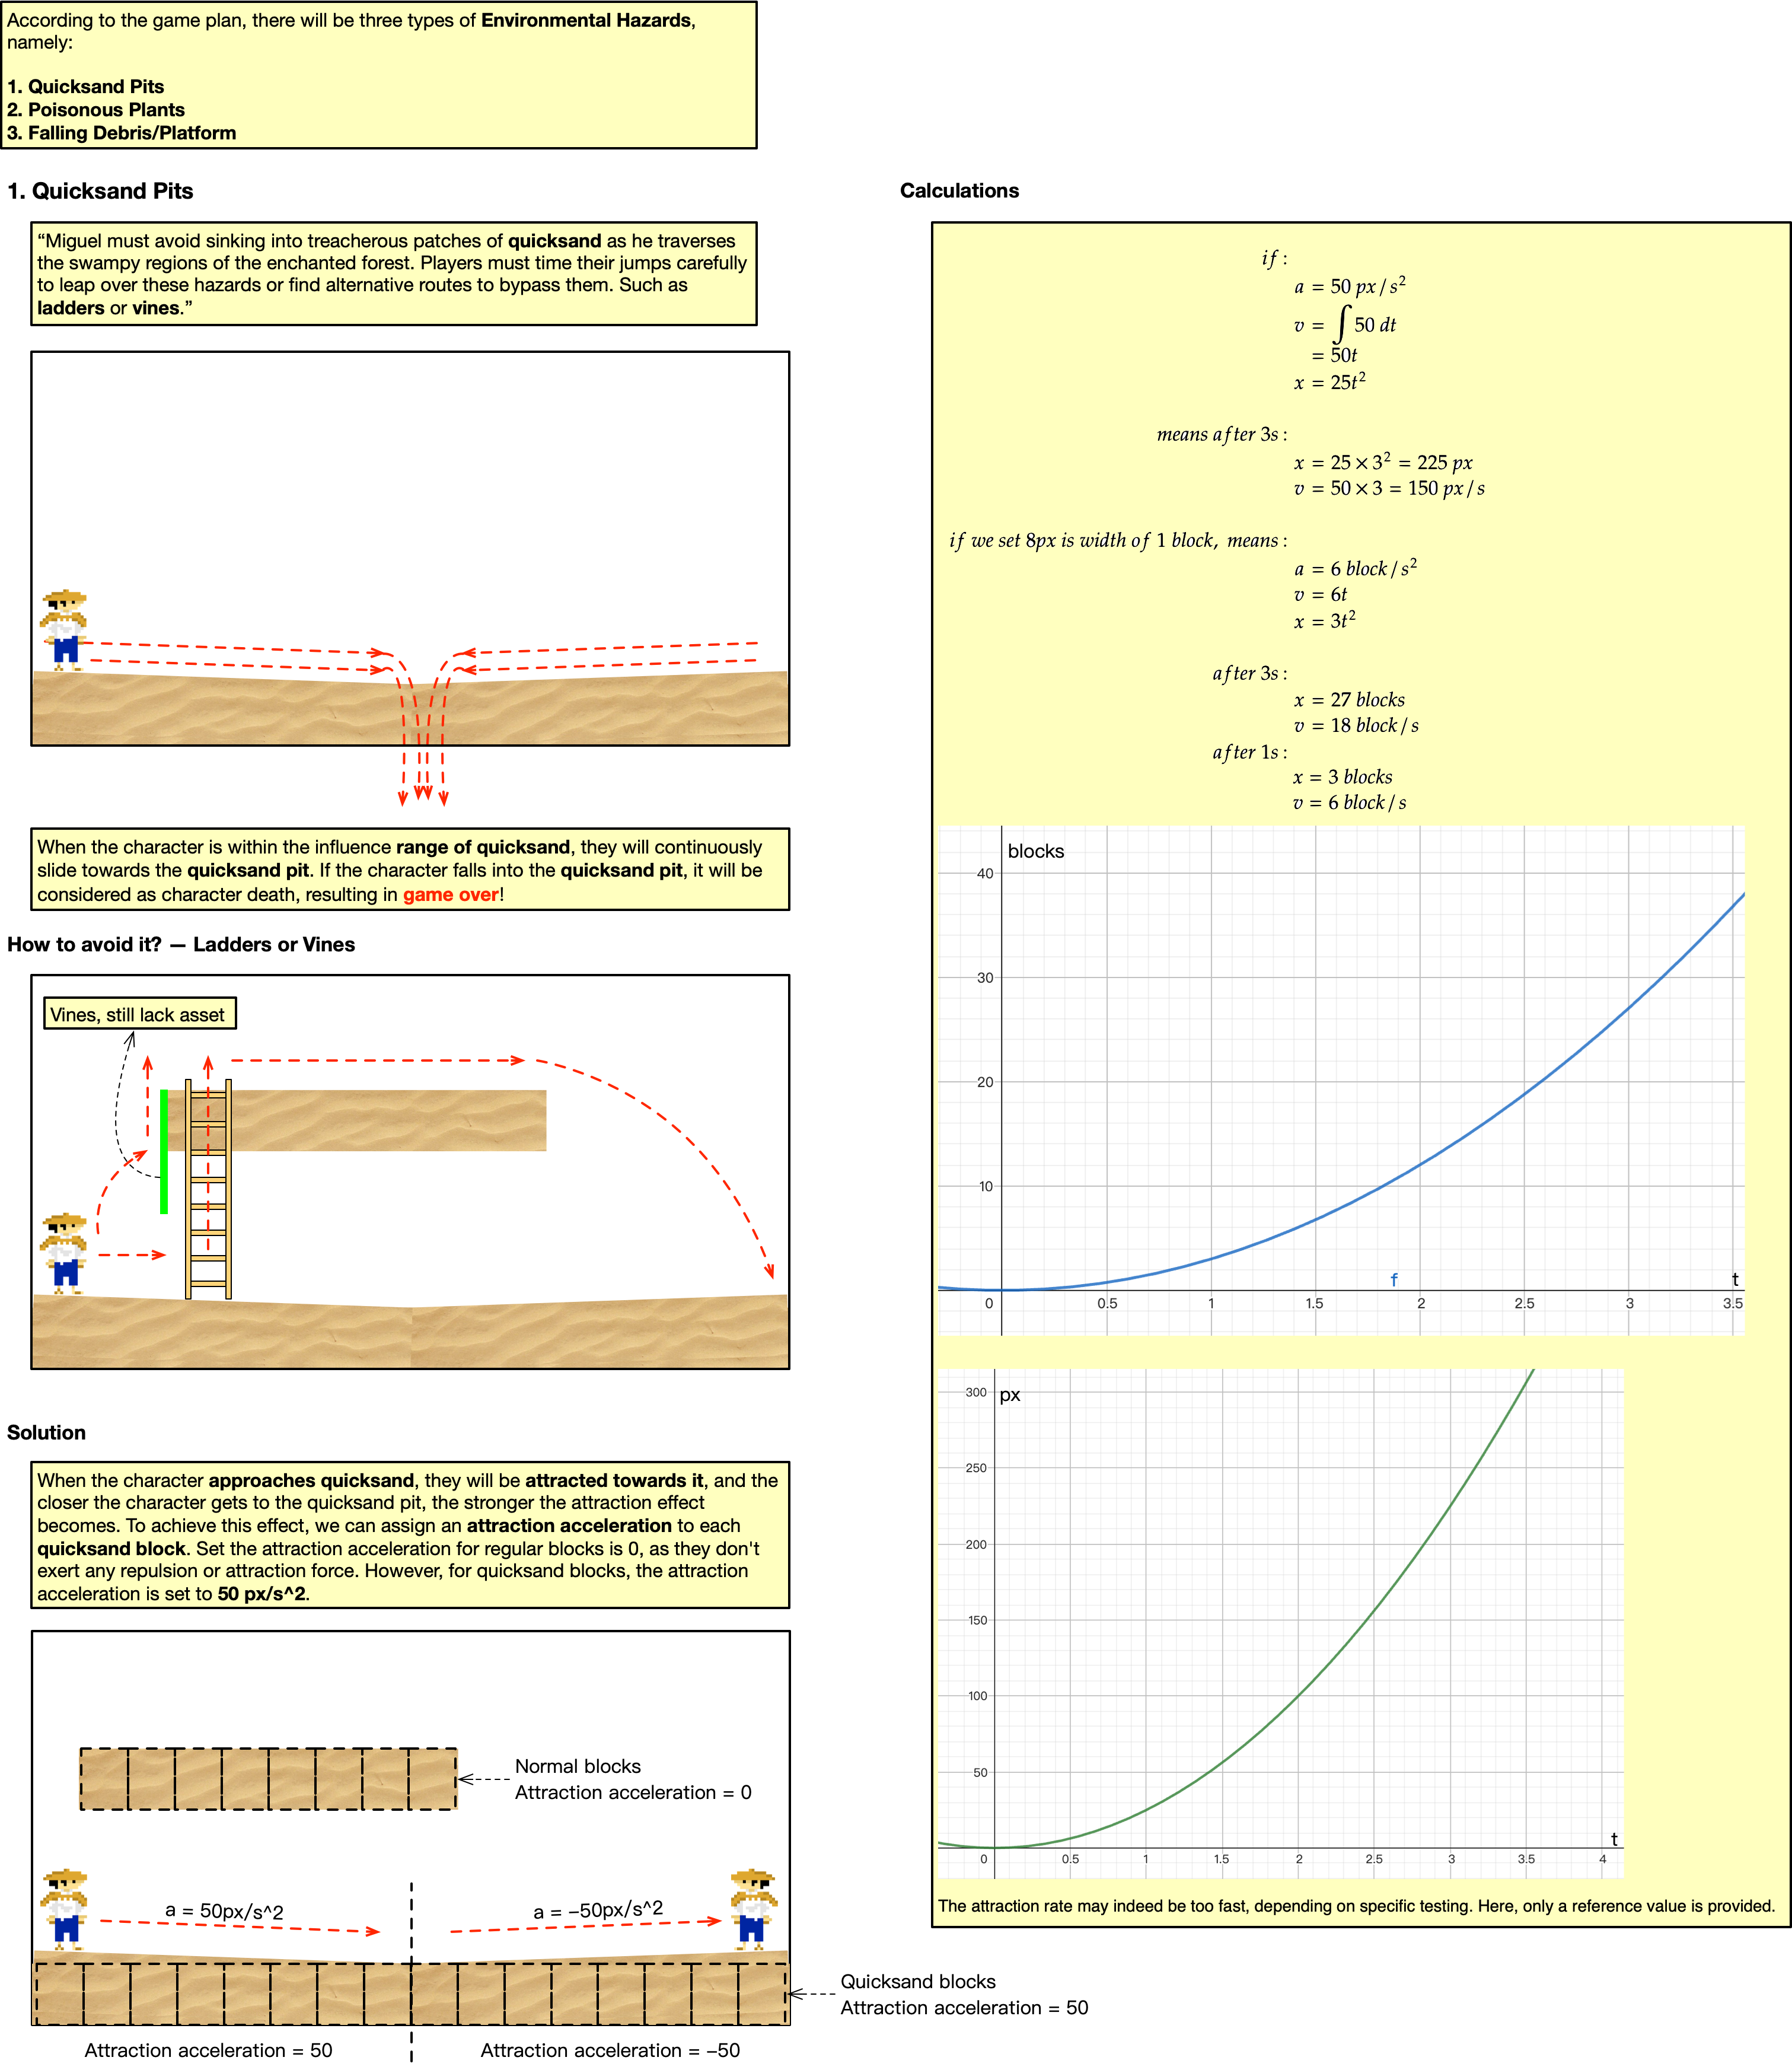 According to the game plan, there will be three types of Environmental Hazards,
namely:
1. Quicksand Pits
2. Poisonous Plants
3. Falling Debris/Platform
1. Quicksand Pits
“Miguel must avoid sinking into treacherous patches of quicksand as he traverses
the swampy regions of the enchanted forest. Players must time their jumps carefully
to leap over these hazards or find alternative routes to bypass them. Such as
ladders or vines.”
When the character is within the influence range of quicksand, they will continuously
slide towards the quicksand pit. If the character falls into the quicksand pit, it will be
considered as character death, resulting in game over!
How to avoid it? — Ladders or Vines
Vines, still lack asset
Solution
When the character approaches quicksand, they will be attracted towards it, and the
closer the character gets to the quicksand pit, the stronger the attraction effect
becomes. To achieve this effect, we can assign an attraction acceleration to each
quicksand block. Set the attraction acceleration for regular blocks is 0, as they don't
exert any repulsion or attraction force. However, for quicksand blocks, the attraction
acceleration is set to 50 px/s^2.
Normal blocks
Attraction acceleration = 0
a = 50px/s^2
a = –50px/s^2
Quicksand blocks
Attraction acceleration = 50
Attraction acceleration = 50
Attraction acceleration = –50
Calculations
if :
a = 50 px/s²
v = ∫ 50 dt
= 50t
x = 25t²
means after 3s :
x = 25 × 3² = 225 px
v = 50 × 3 = 150 px/s
if we set 8px is width of 1 block, means :
a = 6 block/s²
v = 6t
x = 3t²
after 3s :
x = 27 blocks
v = 18 block/s
after 1s :
x = 3 blocks
v = 6 block/s
blocks
40
30
20
10
f
t
0 0.5 1 1.5 2 2.5 3 3.5
px
300
250
200
150
100
50
t
0 0.5 1 1.5 2 2.5 3 3.5 4
The attraction rate may indeed be too fast, depending on specific testing. Here, only a reference value is provided.